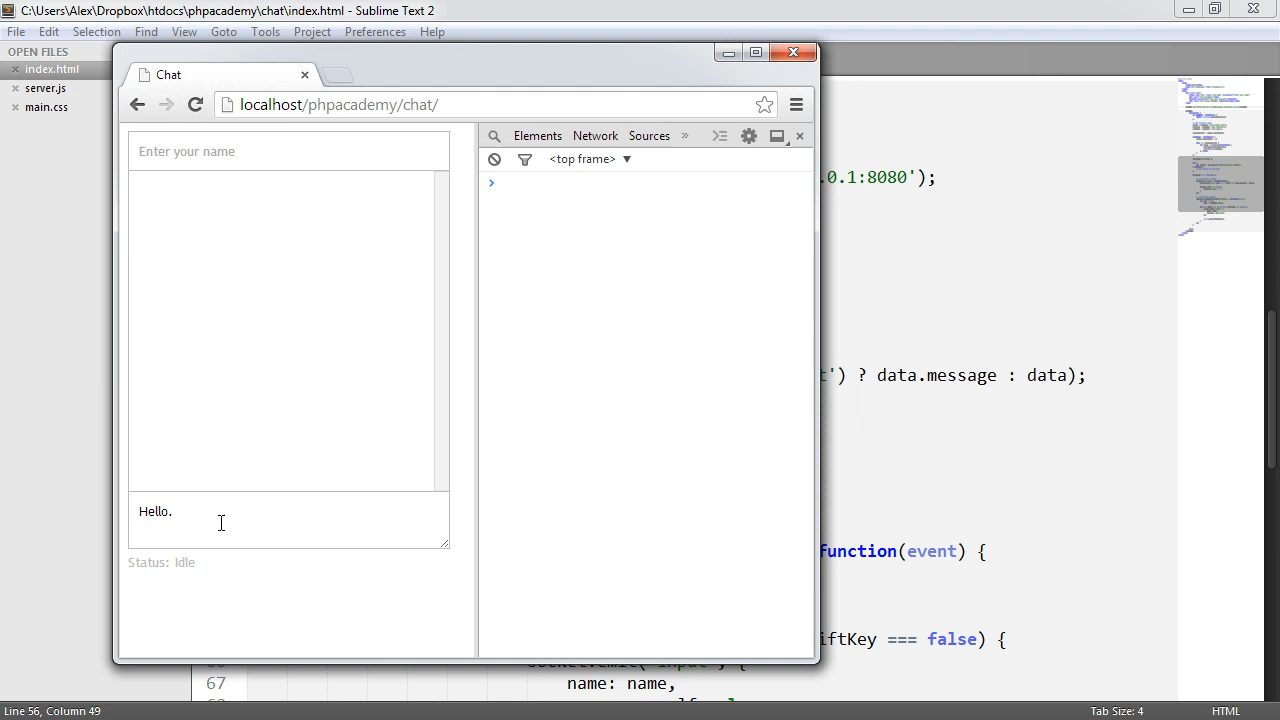 C:\Users\Alex\Dropbox\htdocs\phpacademy\chat\index.html - Sublime Text 2
File Edit Selection Find View Goto Tools Project Preferences Help
OPEN FILES
index.html
server.js
main.css
Chat
localhost/phpacademy/chat/
Enter your name
Elements Network Sources
<top frame>
.0.1:8080');
t') ? data.message : data);
Hello.
Status: Idle
function(event) {
iftKey === false) {
socket.emit('input', {
67 name: name,
Line 56, Column 49
Tab Size: 4
HTML